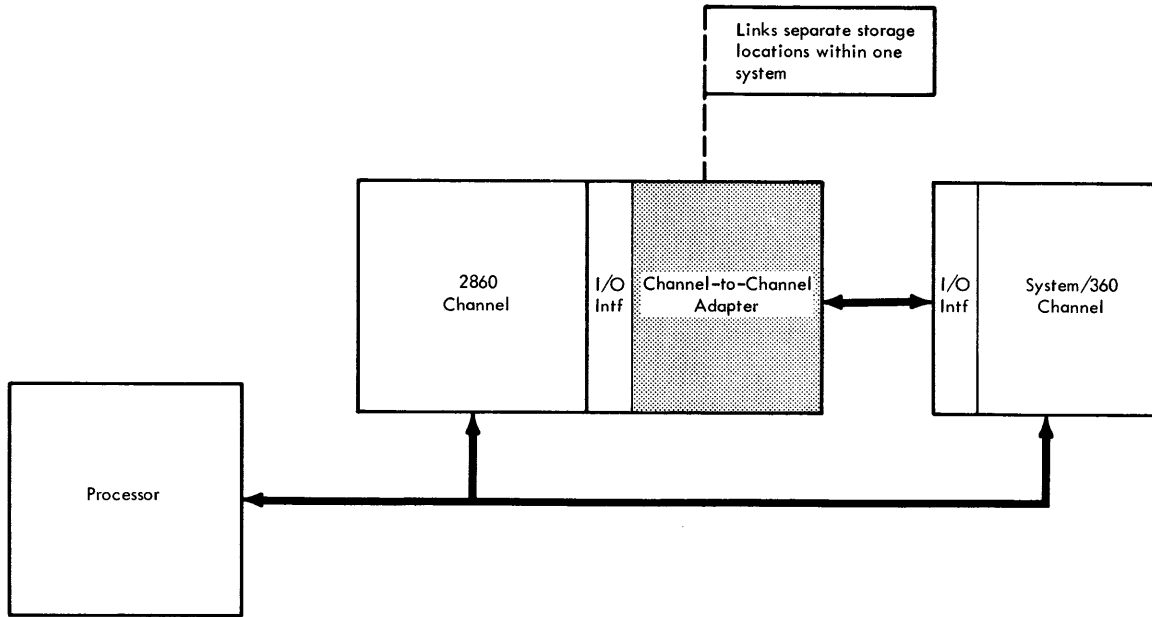 Links separate storage
locations within one
system
2860
Channel
I/O
Intf
Channel-to-Channel
Adapter
I/O
Intf
System/360
Channel
Processor